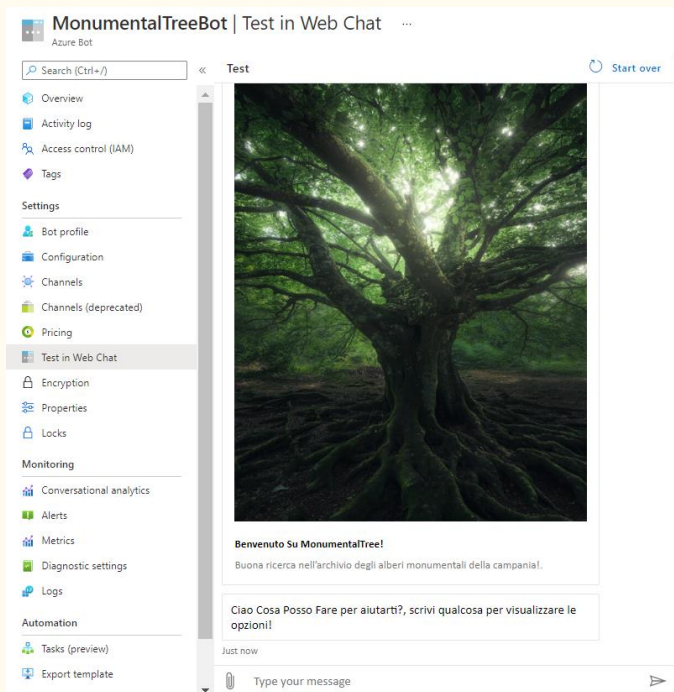 MonumentalTreeBot | Test in Web Chat ...
Azure Bot
Search (Ctrl+/)
«
Overview
Activity log
Access control (IAM)
Tags
Settings
Bot profile
Configuration
Channels
Channels (deprecated)
Pricing
Test in Web Chat
Encryption
Properties
Locks
Monitoring
Conversational analytics
Alerts
Metrics
Diagnostic settings
Logs
Automation
Tasks (preview)
Export template
Test
Start over
Benvenuto Su MonumentalTree!
Buona ricerca nell'archivio degli alberi monumentali della campania!.
Ciao Cosa Posso Fare per aiutarti?, scrivi qualcosa per visualizzare le
opzioni!
Just now
Type your message